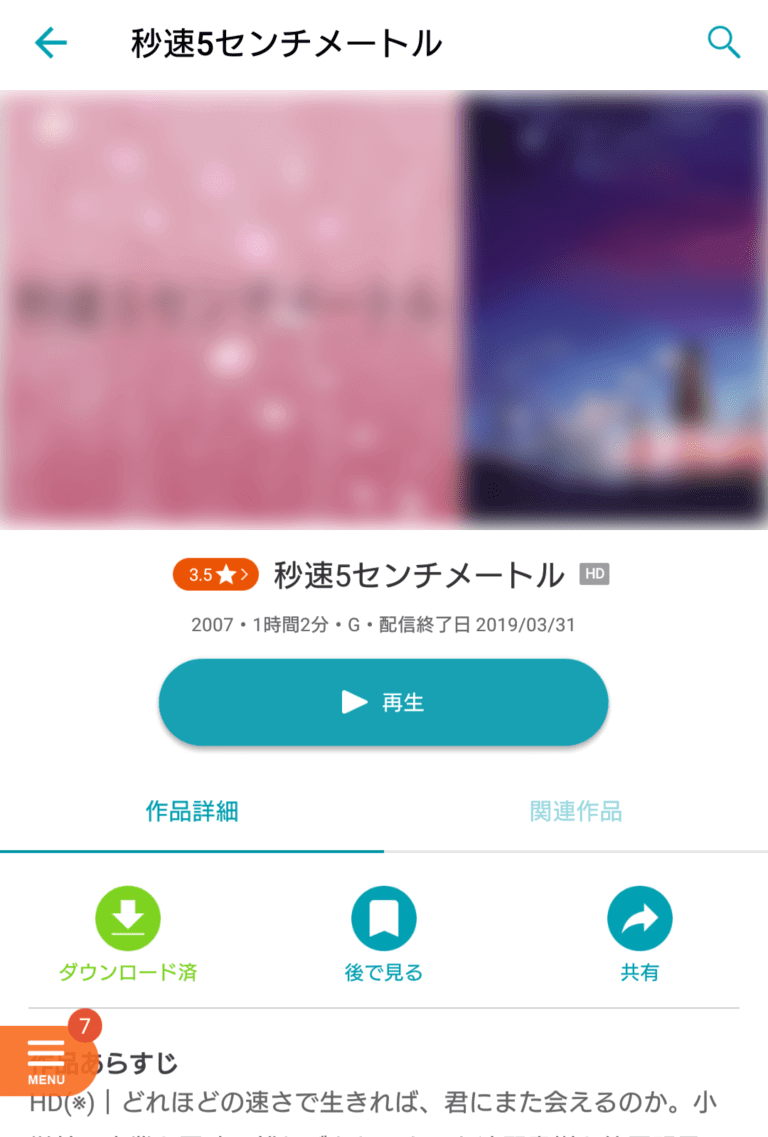 秒速5センチメートル
3.5
秒速5センチメートル HD
2007・1時間2分・G・配信終了日 2019/03/31
再生
作品詳細
関連作品
ダウンロード済
後で見る
共有
7
作品あらすじ
MENU
HD(※)｜どれほどの速さで生きれば、君にまた会えるのか。小